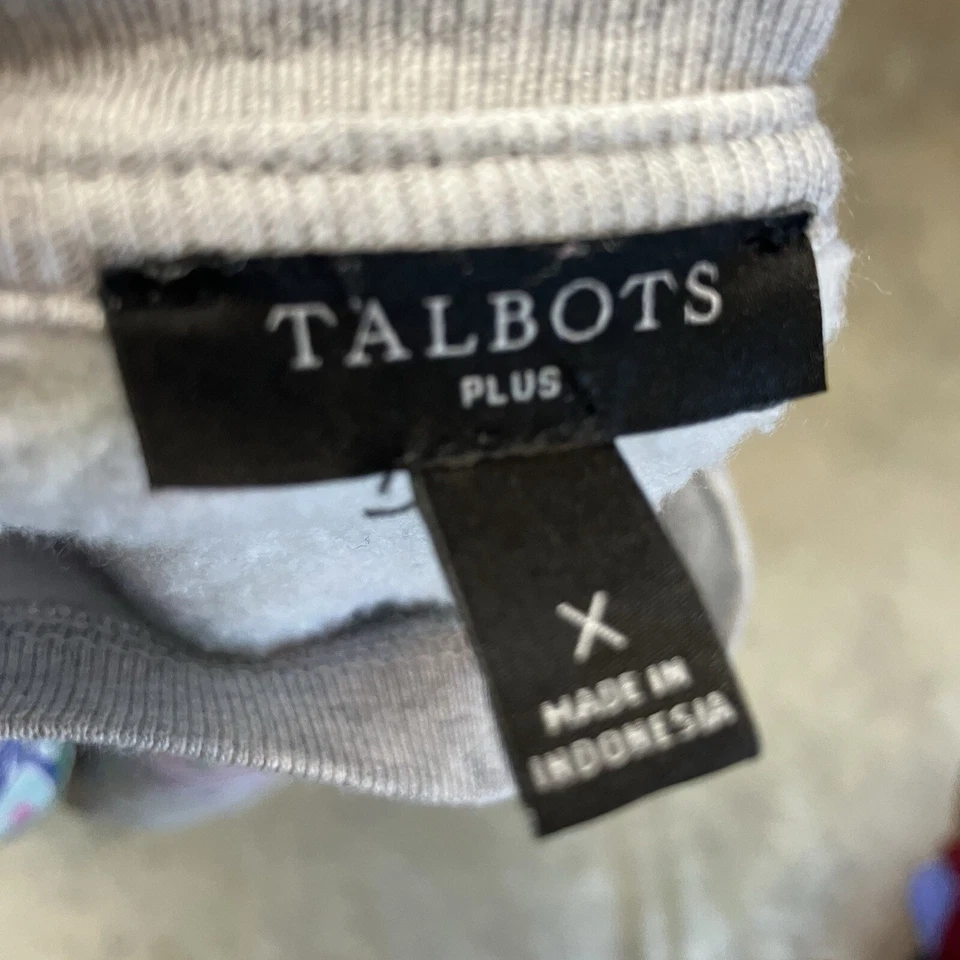 TALBOTS
PLUS
X
MADE IN
INDONESIA